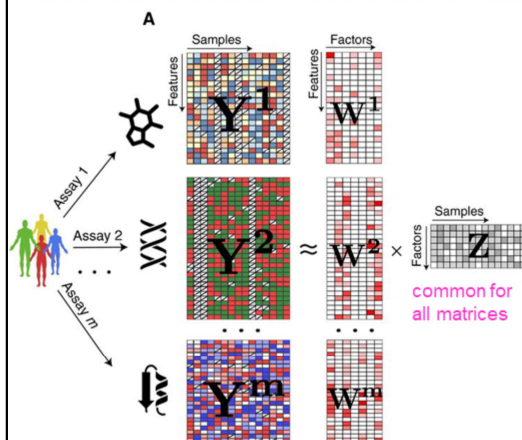 A
Samples
Factors
Features
Features
Y¹
W¹
Assay 1
Assay 2
. . .
Assay m
Y²
≈
W²
×
Samples
Factors
Z
common for
all matrices
. . .
. . .
Yᵐ
Wᵐ